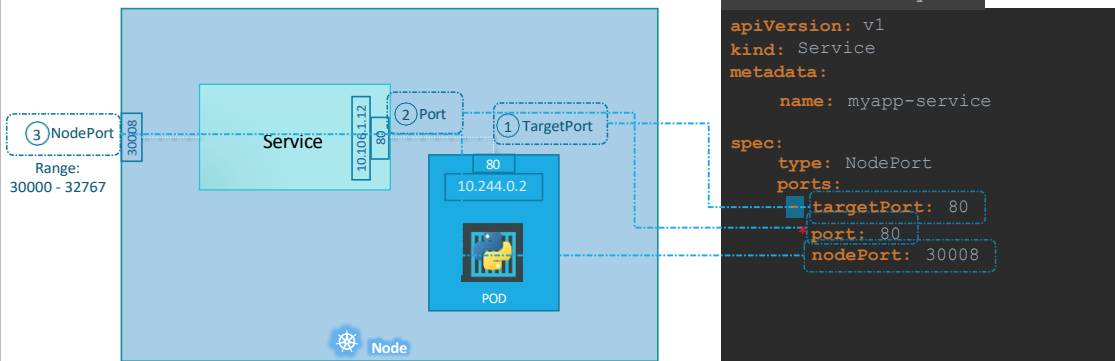 3 NodePort
Range:
30000 - 32767
30008
Service
10.106.1.12
80
2 Port
1 TargetPort
80
10.244.0.2
POD
Node
apiVersion: v1
kind: Service
metadata:
name: myapp-service
spec:
type: NodePort
ports:
- targetPort: 80
* port: 80
nodePort: 30008